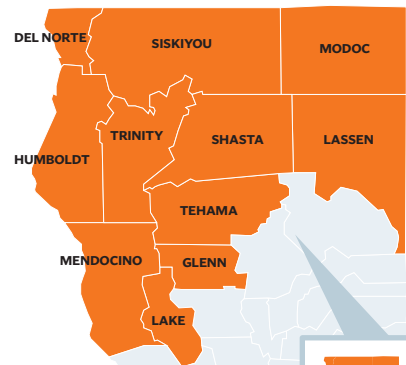 DEL NORTE
SISKIYOU
MODOC
TRINITY
SHASTA
LASSEN
HUMBOLDT
TEHAMA
MENDOCINO
GLENN
LAKE